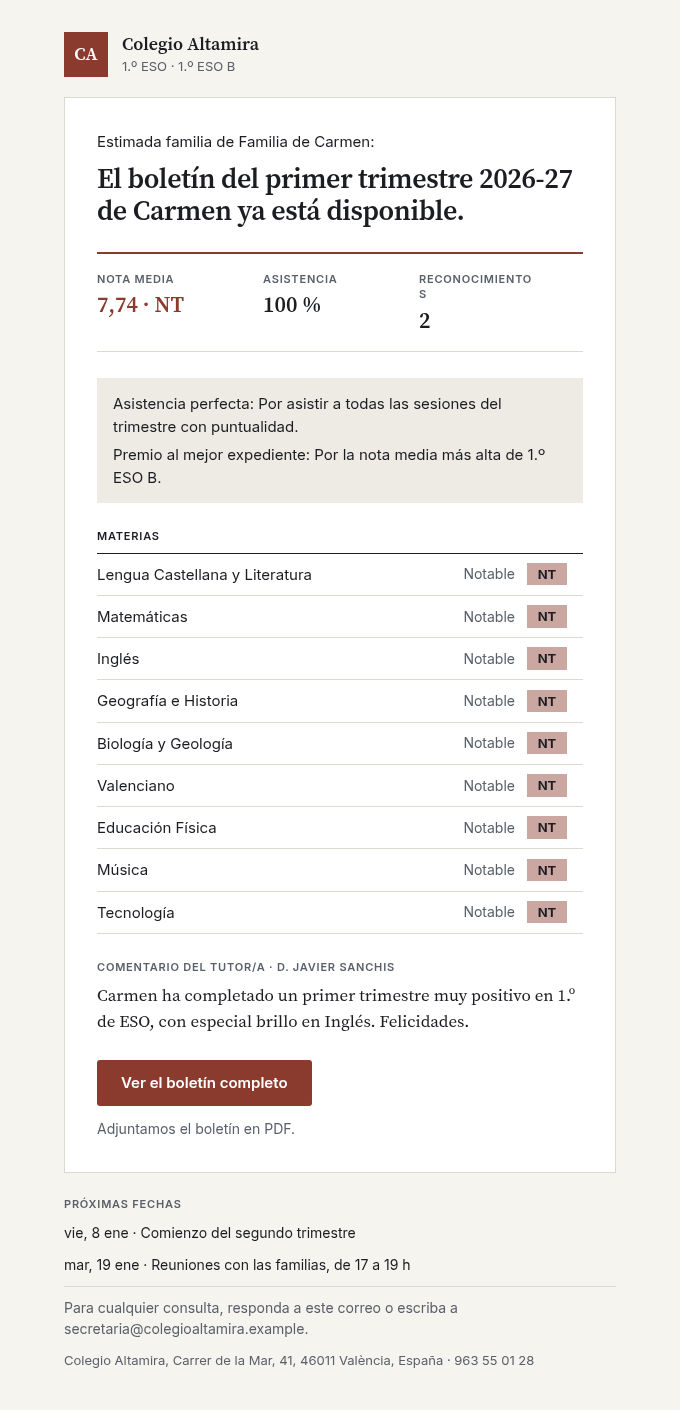 CA
Colegio Altamira
1.º ESO · 1.º ESO B
Estimada familia de Familia de Carmen:
El boletín del primer trimestre 2026-27
de Carmen ya está disponible.
NOTA MEDIA
7,74 · NT
ASISTENCIA
100 %
RECONOCIMIENTO
S
2
Asistencia perfecta: Por asistir a todas las sesiones del
trimestre con puntualidad.
Premio al mejor expediente: Por la nota media más alta de 1.º
ESO B.
MATERIAS
Lengua Castellana y Literatura Notable NT
Matemáticas Notable NT
Inglés Notable NT
Geografía e Historia Notable NT
Biología y Geología Notable NT
Valenciano Notable NT
Educación Física Notable NT
Música Notable NT
Tecnología Notable NT
COMENTARIO DEL TUTOR/A · D. JAVIER SANCHIS
Carmen ha completado un primer trimestre muy positivo en 1.º
de ESO, con especial brillo en Inglés. Felicidades.
Ver el boletín completo
Adjuntamos el boletín en PDF.
PRÓXIMAS FECHAS
vie, 8 ene · Comienzo del segundo trimestre
mar, 19 ene · Reuniones con las familias, de 17 a 19 h
Para cualquier consulta, responda a este correo o escriba a
secretaria@colegioaltamira.example.
Colegio Altamira, Carrer de la Mar, 41, 46011 València, España · 963 55 01 28